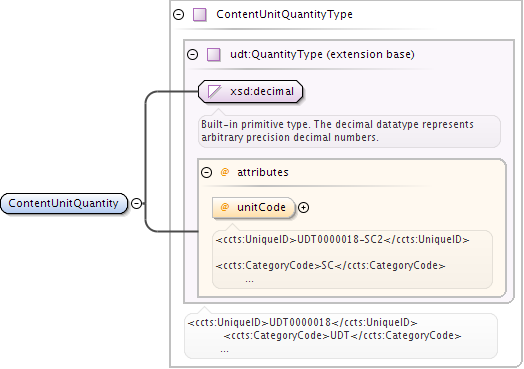 ContentUnitQuantityType
udt:QuantityType (extension base)
xsd:decimal
Built-in primitive type. The decimal datatype represents
arbitrary precision decimal numbers.
@ attributes
@ unitCode
<ccts:UniqueID>UDT0000018-SC2</ccts:UniqueID>
<ccts:CategoryCode>SC</ccts:CategoryCode>
...
ContentUnitQuantity
<ccts:UniqueID>UDT0000018</ccts:UniqueID>
<ccts:CategoryCode>UDT</ccts:CategoryCode>
...